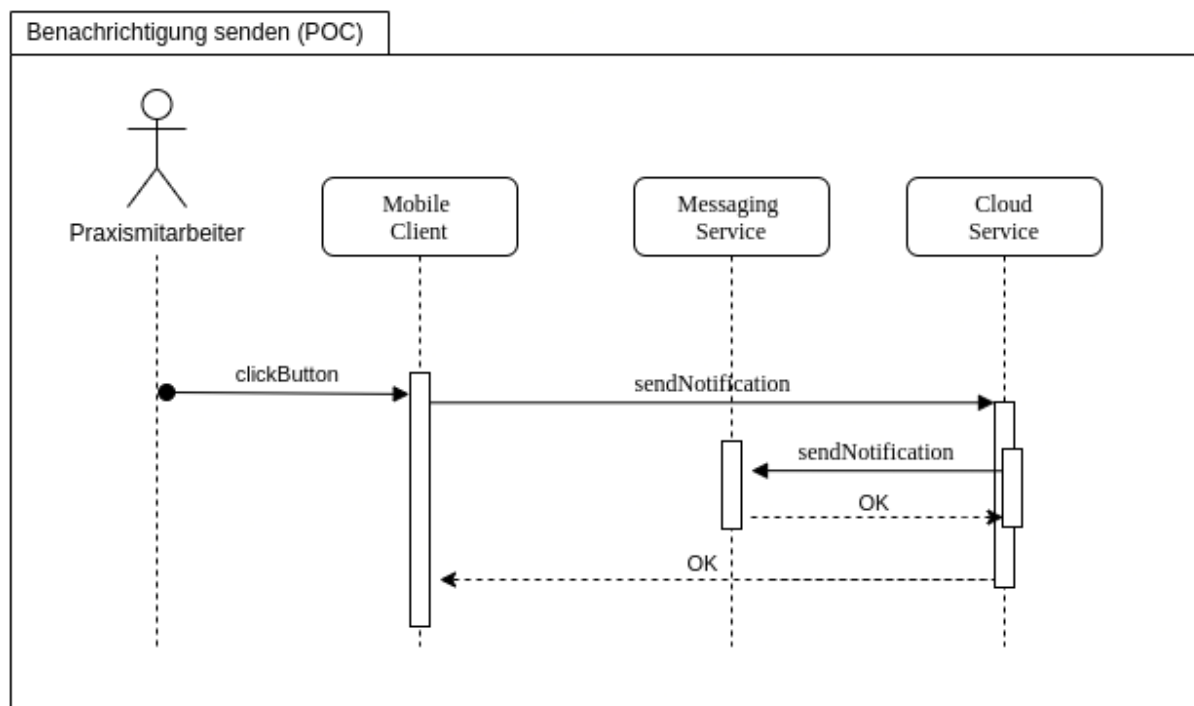 Benachrichtigung senden (POC)
Praxismitarbeiter
Mobile
Client
Messaging
Service
Cloud
Service
clickButton
sendNotification
sendNotification
OK
OK